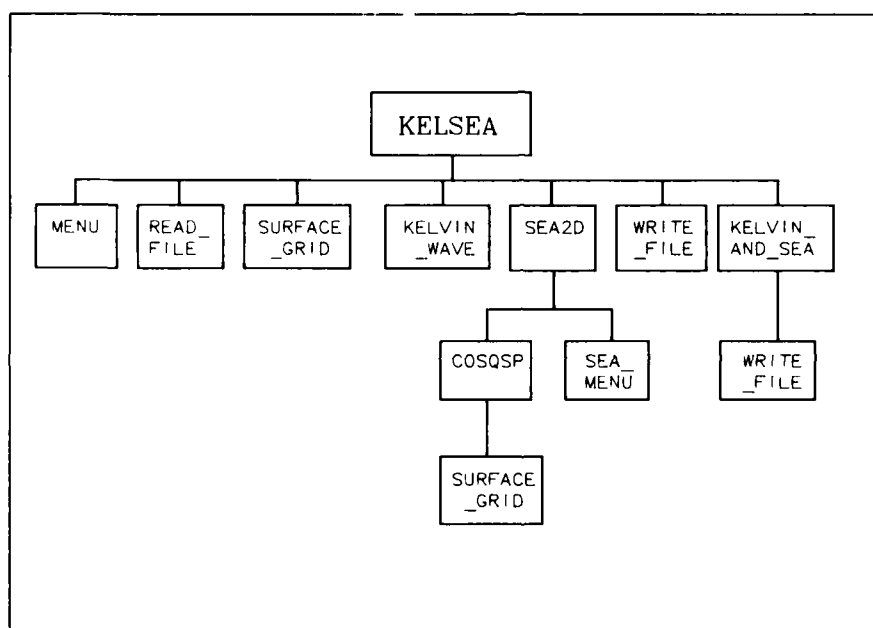 KELSEA
MENU
READ_
FILE
SURFACE
_GRID
KELVIN
_WAVE
SEA2D
WRITE
_FILE
KELVIN_
AND_SEA
COSQSP
SEA_
MENU
WRITE
_FILE
SURFACE
_GRID